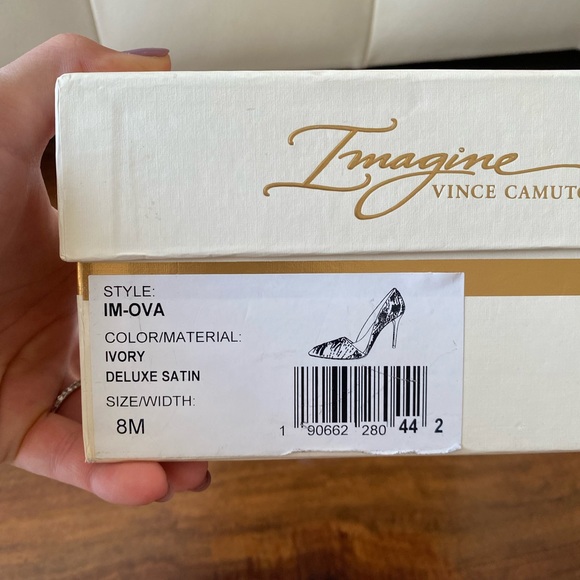 Imagine
VINCE CAMUTO
STYLE:
IM-OVA
COLOR/MATERIAL:
IVORY
DELUXE SATIN
SIZE/WIDTH:
8M
1 90662 280 44 2